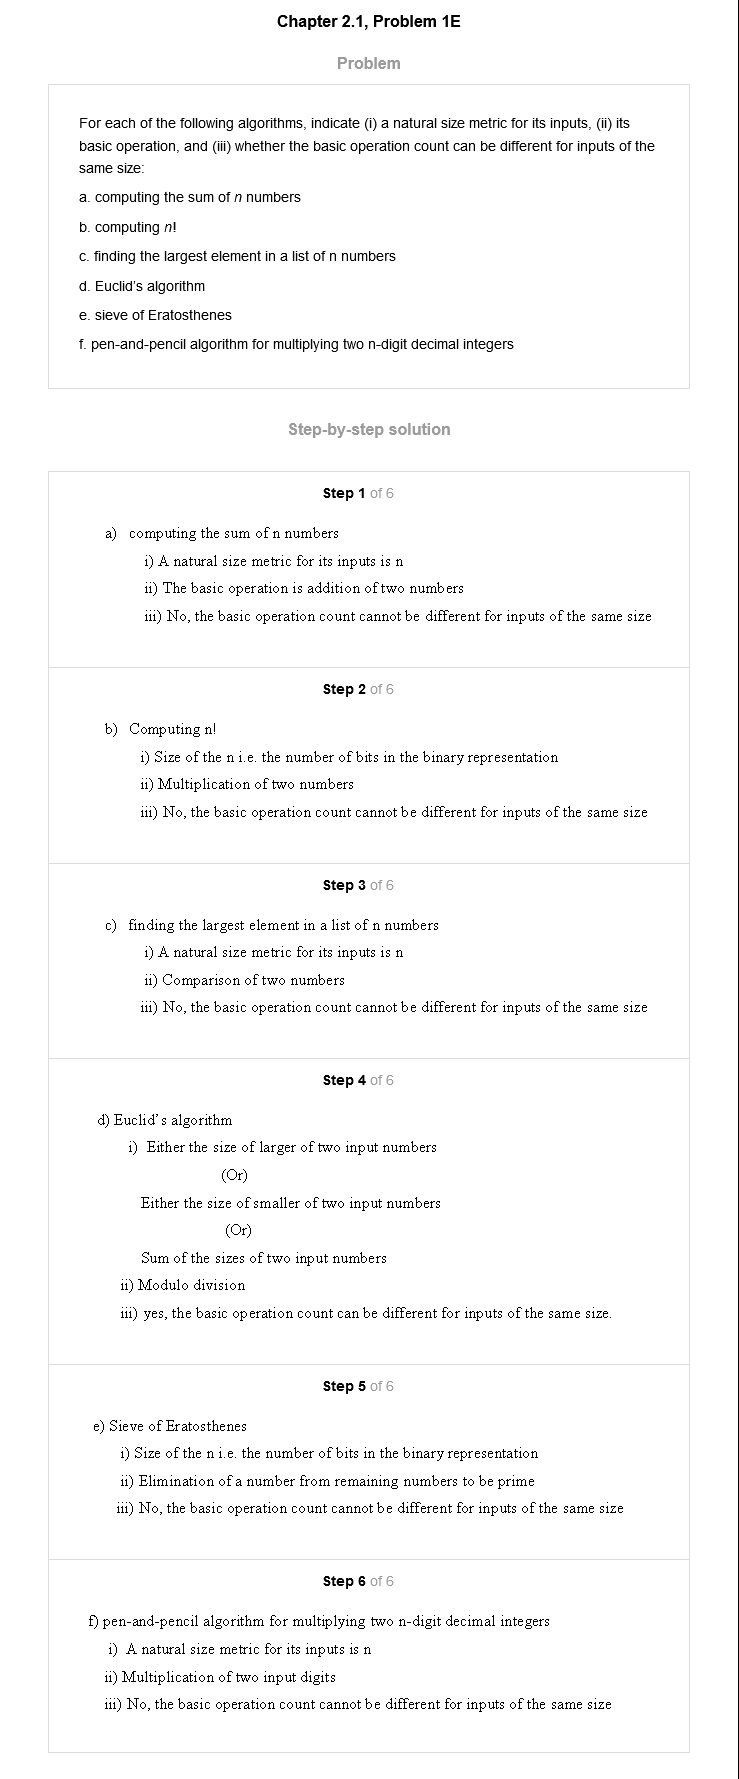 Chapter 2.1, Problem 1E
Problem
For each of the following algorithms, indicate (i) a natural size metric for its inputs, (ii) its
basic operation, and (iii) whether the basic operation count can be different for inputs of the
same size:
a. computing the sum of n numbers
b. computing n!
c. finding the largest element in a list of n numbers
d. Euclid's algorithm
e. sieve of Eratosthenes
f. pen-and-pencil algorithm for multiplying two n-digit decimal integers
Step-by-step solution
Step 1 of 6
a) computing the sum of n numbers
i) A natural size metric for its inputs is n
ii) The basic operation is addition of two numbers
iii) No, the basic operation count cannot be different for inputs of the same size
Step 2 of 6
b) Computing n!
i) Size of the n i.e. the number of bits in the binary representation
ii) Multiplication of two numbers
iii) No, the basic operation count cannot be different for inputs of the same size
Step 3 of 6
c) finding the largest element in a list of n numbers
i) A natural size metric for its inputs is n
ii) Comparison of two numbers
iii) No, the basic operation count cannot be different for inputs of the same size
Step 4 of 6
d) Euclid's algorithm
i) Either the size of larger of two input numbers
(Or)
Either the size of smaller of two input numbers
(Or)
Sum of the sizes of two input numbers
ii) Modulo division
iii) yes, the basic operation count can be different for inputs of the same size.
Step 5 of 6
e) Sieve of Eratosthenes
i) Size of the n i.e. the number of bits in the binary representation
ii) Elimination of a number from remaining numbers to be prime
iii) No, the basic operation count cannot be different for inputs of the same size
Step 6 of 6
f) pen-and-pencil algorithm for multiplying two n-digit decimal integers
i) A natural size metric for its inputs is n
ii) Multiplication of two input digits
iii) No, the basic operation count cannot be different for inputs of the same size